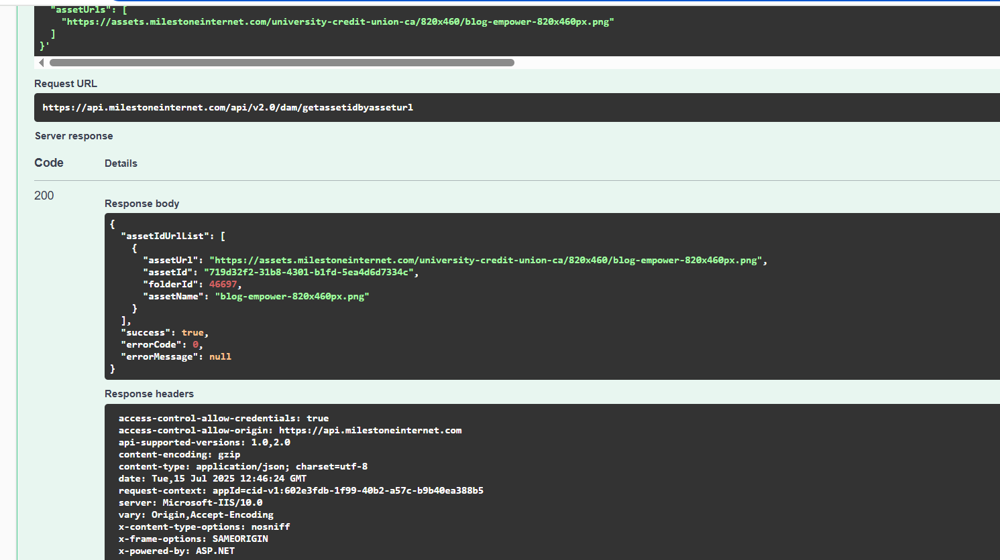 "assetUrls": [
"https://assets.milestoneinternet.com/university-credit-union-ca/820x460/blog-empower-820x460px.png"
]
}'
Request URL
https://api.milestoneinternet.com/api/v2.0/dam/getassetidbyasseturl
Server response
Code Details
200
Response body
{
"assetIdUrlList": [
{
"assetUrl": "https://assets.milestoneinternet.com/university-credit-union-ca/820x460/blog-empower-820x460px.png",
"assetId": "719d32f2-31b8-4301-b1fd-5ea4d6d7334c",
"folderId": 46697,
"assetName": "blog-empower-820x460px.png"
}
],
"success": true,
"errorCode": 0,
"errorMessage": null
}
Response headers
access-control-allow-credentials: true
access-control-allow-origin: https://api.milestoneinternet.com
api-supported-versions: 1.0,2.0
content-encoding: gzip
content-type: application/json; charset=utf-8
date: Tue,15 Jul 2025 12:46:24 GMT
request-context: appId=cid-v1:602e3fdb-1f99-40b2-a57c-b9b40ea388b5
server: Microsoft-IIS/10.0
vary: Origin,Accept-Encoding
x-content-type-options: nosniff
x-frame-options: SAMEORIGIN
x-powered-by: ASP.NET